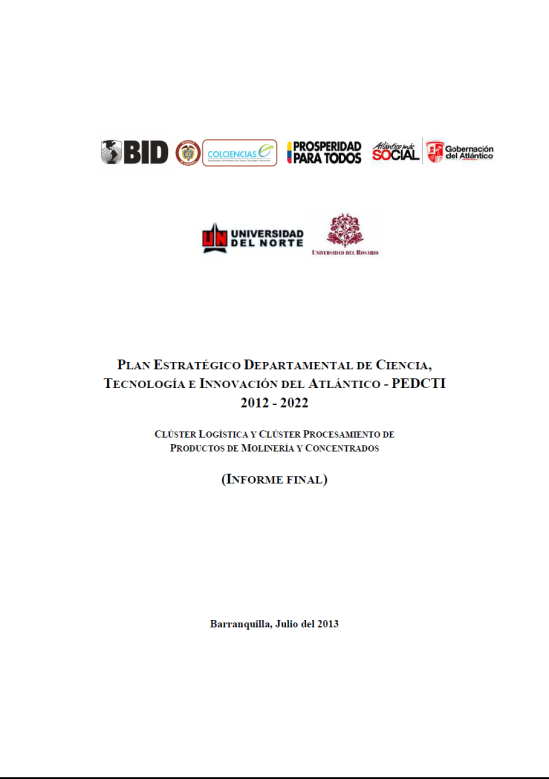 BID
COLCIENCIAS
PROSPERIDAD
PARA TODOS
Atlántico más
SOCIAL
Gobernación
del Atlántico
UN UNIVERSIDAD
DEL NORTE
UNIVERSIDAD DEL ROSARIO
PLAN ESTRATÉGICO DEPARTAMENTAL DE CIENCIA,
TECNOLOGÍA E INNOVACIÓN DEL ATLÁNTICO - PEDCTI
2012 - 2022
CLÚSTER LOGÍSTICA Y CLÚSTER PROCESAMIENTO DE
PRODUCTOS DE MOLINERÍA Y CONCENTRADOS
(INFORME FINAL)
Barranquilla, Julio del 2013